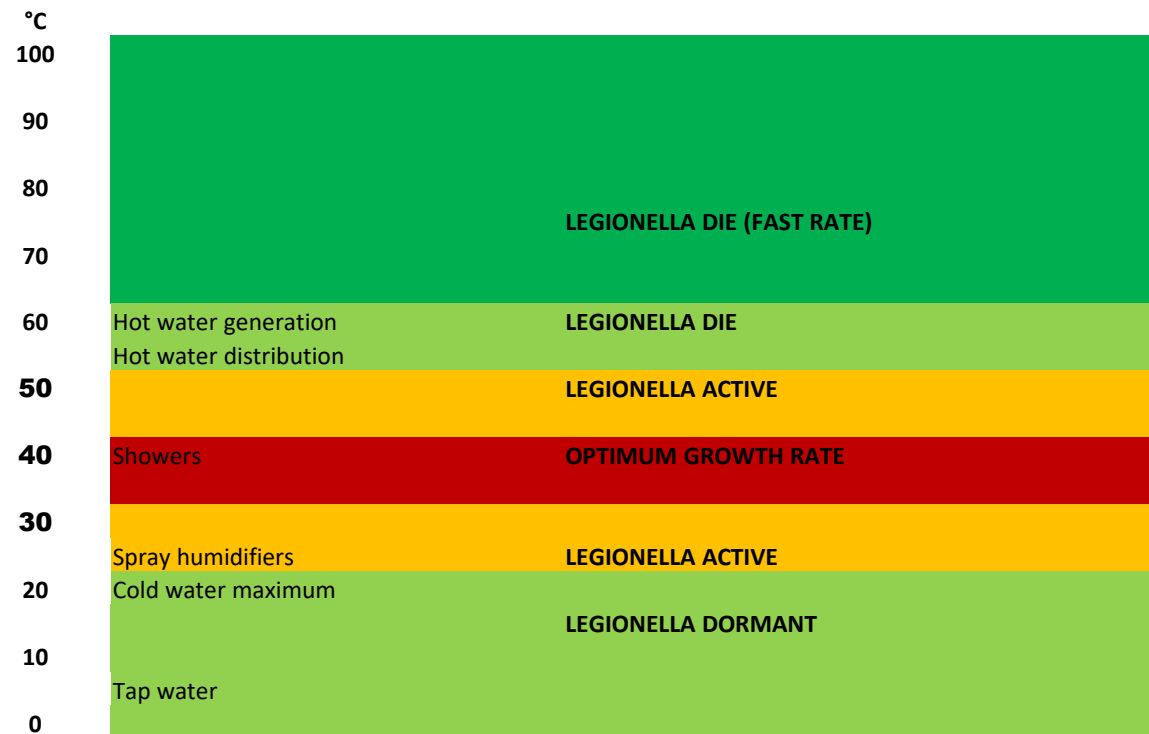 °C
100
90
80
LEGIONELLA DIE (FAST RATE)
70
60 Hot water generation LEGIONELLA DIE
Hot water distribution
50 LEGIONELLA ACTIVE
40 Showers OPTIMUM GROWTH RATE
30
Spray humidifiers LEGIONELLA ACTIVE
20 Cold water maximum
LEGIONELLA DORMANT
10
Tap water
0